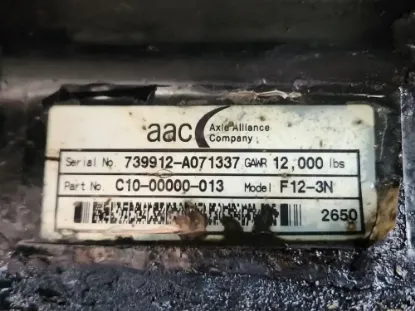 aac Axle Alliance
Company
Serial No. 739912-A071337 GAWR 12,000 lbs
Part No. C10-00000-013 Model F12-3N
2650